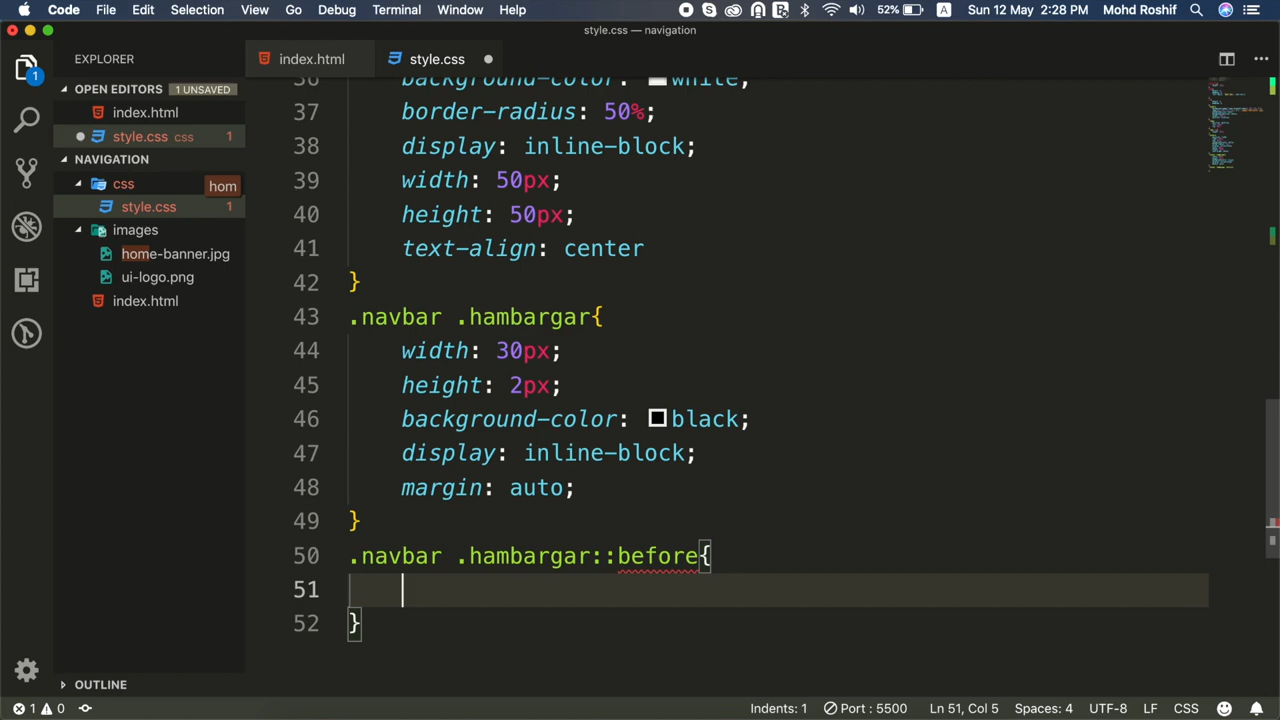 Code File Edit Selection View Go Debug Terminal Window Help 52% A Sun 12 May 2:28 PM Mohd Roshif
style.css — navigation
EXPLORER
index.html style.css
OPEN EDITORS 1 UNSAVED
index.html
style.css css 1
NAVIGATION
css
hom
style.css 1
images
home-banner.jpg
ui-logo.png
index.html
OUTLINE
1
36 background-color: white;
37 border-radius: 50%;
38 display: inline-block;
39 width: 50px;
40 height: 50px;
41 text-align: center
42 }
43 .navbar .hambargar{
44 width: 30px;
45 height: 2px;
46 background-color: black;
47 display: inline-block;
48 margin: auto;
49 }
50 .navbar .hambargar::before{
51
52 }
1 0 Indents: 1 Port : 5500 Ln 51, Col 5 Spaces: 4 UTF-8 LF CSS